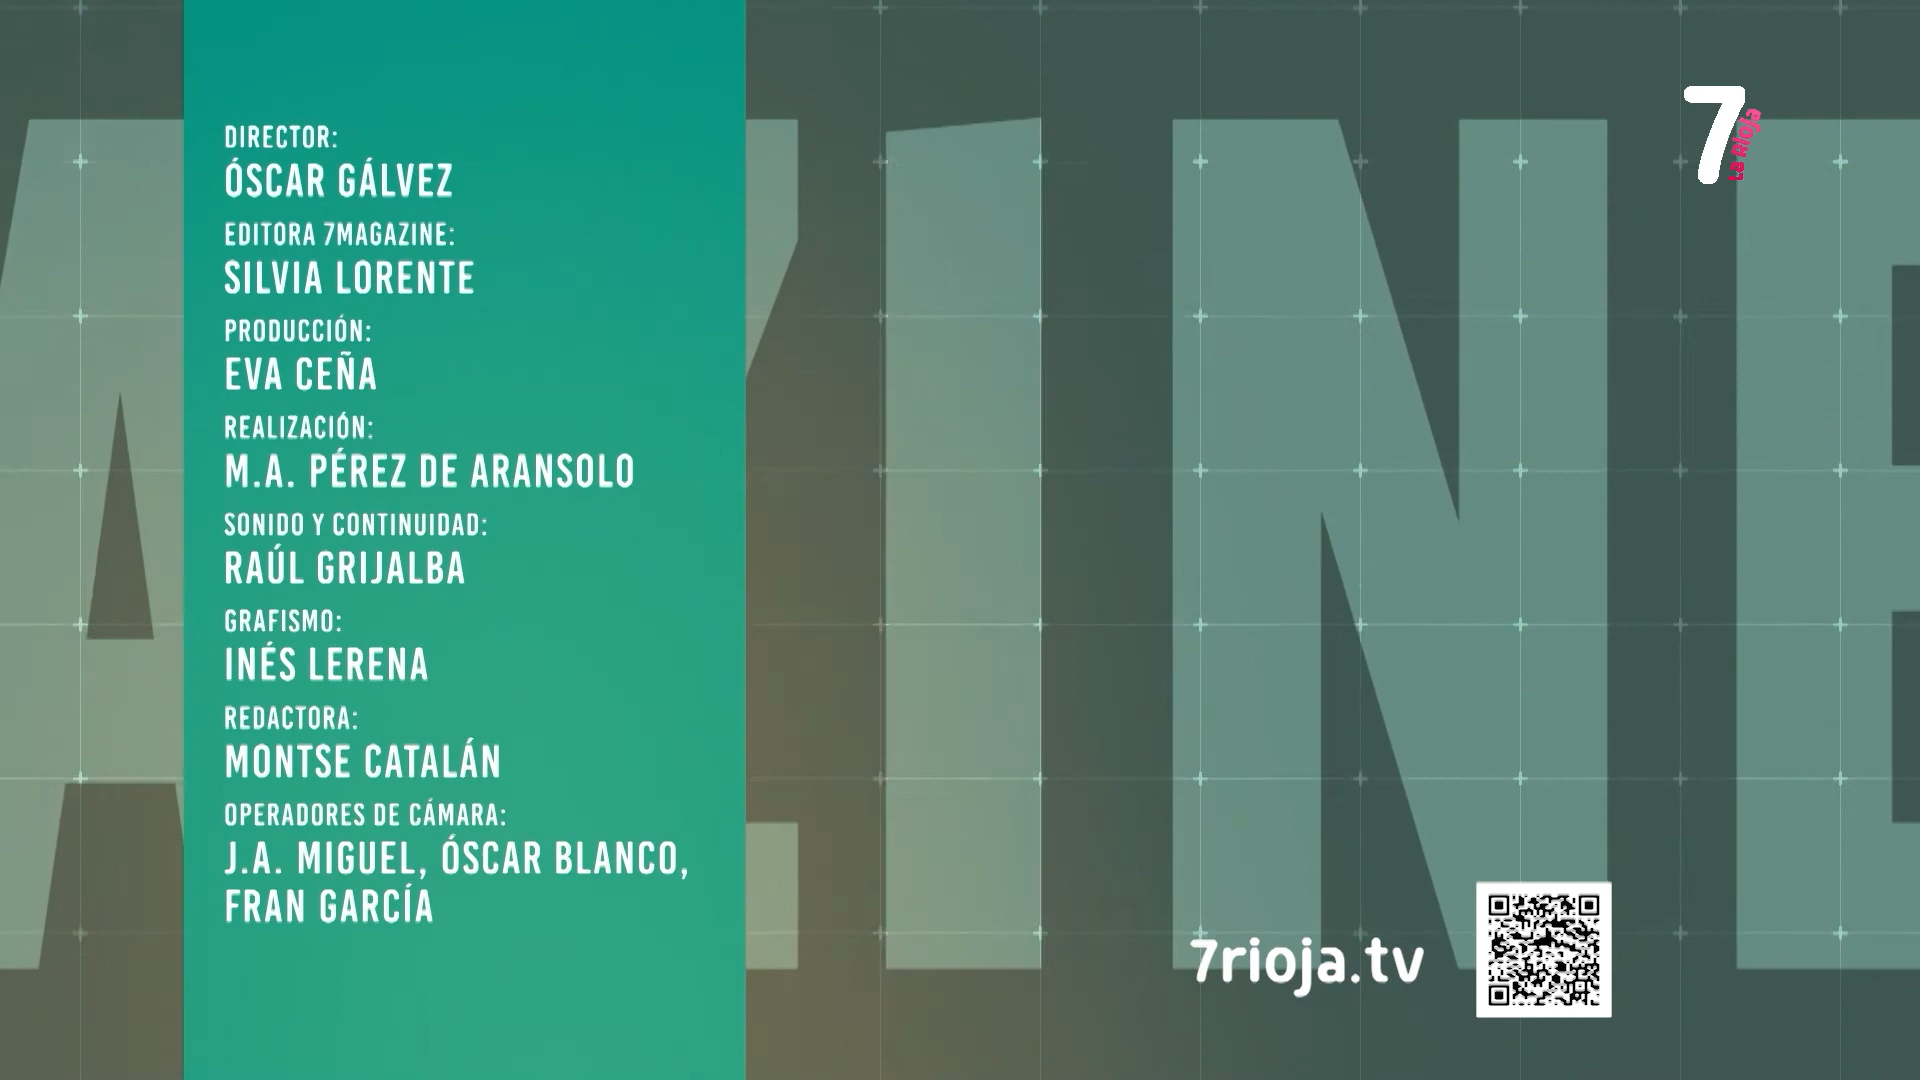 DIRECTOR:
ÓSCAR GÁLVEZ
EDITORA 7MAGAZINE:
SILVIA LORENTE
PRODUCCIÓN:
EVA CEÑA
REALIZACIÓN:
M.A. PÉREZ DE ARANSOLO
SONIDO Y CONTINUIDAD:
RAÚL GRIJALBA
GRAFISMO:
INÉS LERENA
REDACTORA:
MONTSE CATALÁN
OPERADORES DE CÁMARA:
J.A. MIGUEL, ÓSCAR BLANCO,
FRAN GARCÍA
AZINE
7 LA RIOJA
7rioja.tv